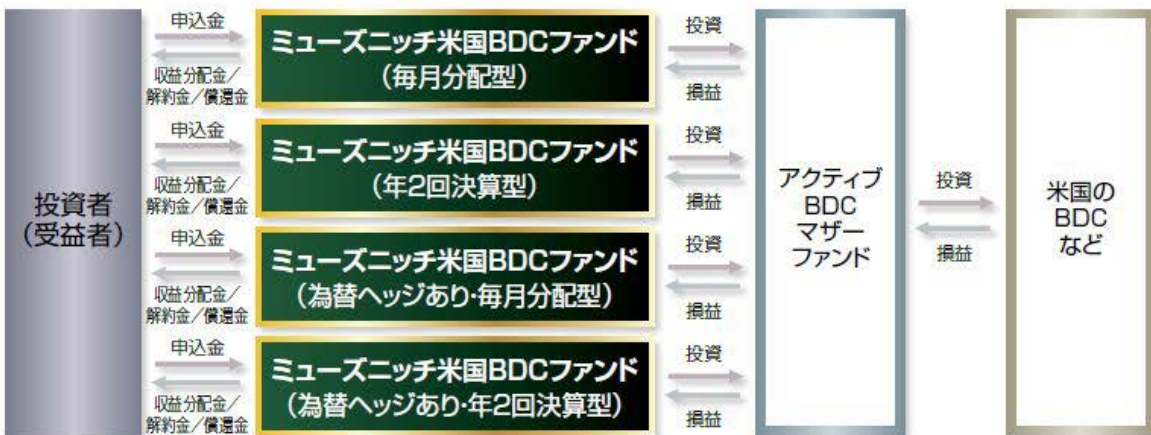 投資者
(受益者)
申込金
収益分配金/
解約金/償還金
ミューズニッチ米国BDCファンド
(毎月分配型)
投資
損益
申込金
収益分配金/
解約金/償還金
ミューズニッチ米国BDCファンド
(年2回決算型)
投資
損益
申込金
収益分配金/
解約金/償還金
ミューズニッチ米国BDCファンド
(為替ヘッジあり・毎月分配型)
投資
損益
申込金
収益分配金/
解約金/償還金
ミューズニッチ米国BDCファンド
(為替ヘッジあり・年2回決算型)
投資
損益
アクティブ
BDC
マザー
ファンド
投資
損益
米国の
BDC
など